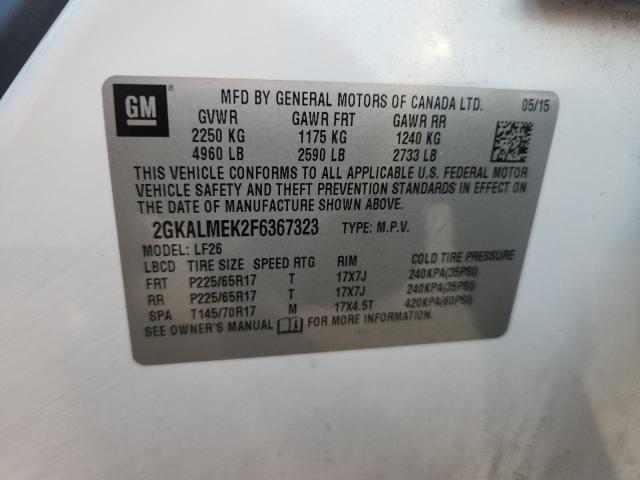 GM
MFD BY GENERAL MOTORS OF CANADA LTD. 05/15
GVWR GAWR FRT GAWR RR
2250 KG 1175 KG 1240 KG
4960 LB 2590 LB 2733 LB
THIS VEHICLE CONFORMS TO ALL APPLICABLE U.S. FEDERAL MOTOR
VEHICLE SAFETY AND THEFT PREVENTION STANDARDS IN EFFECT ON
THE DATE OF MANUFACTURE SHOWN ABOVE.
2GKALMEK2F6367323 TYPE: M.P.V.
MODEL: LF26
LBCD TIRE SIZE SPEED RTG RIM COLD TIRE PRESSURE
FRT P225/65R17 T 17X7J 240KPA(35PSI)
RR P225/65R17 T 17X7J 240KPA(35PSI)
SPA T145/70R17 M 17X4.5T 420KPA(60PSI)
SEE OWNER'S MANUAL FOR MORE INFORMATION.